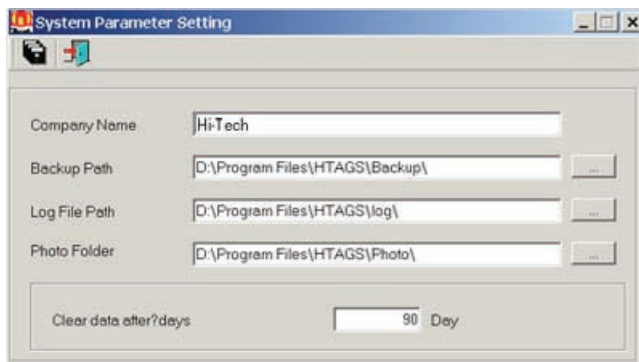 System Parameter Setting
Company Name Hi-Tech
Backup Path D:\Program Files\HTAGS\Backup\ ...
Log File Path D:\Program Files\HTAGS\log\ ...
Photo Folder D:\Program Files\HTAGS\Photo\ ...
Clear data after?days 90 Day